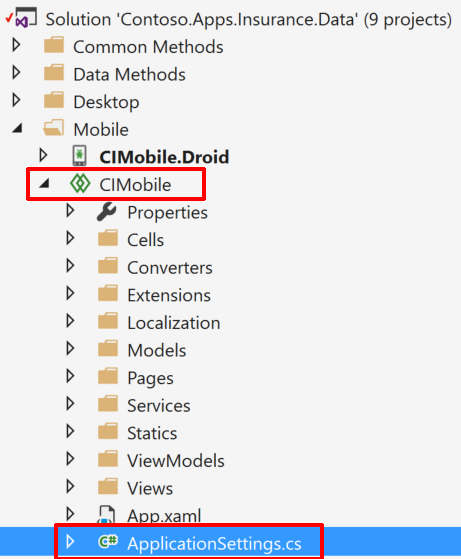 Solution 'Contoso.Apps.Insurance.Data' (9 projects)
Common Methods
Data Methods
Desktop
Mobile
CIMobile.Droid
CIMobile
Properties
Cells
Converters
Extensions
Localization
Models
Pages
Services
Statics
ViewModels
Views
App.xaml
C# ApplicationSettings.cs